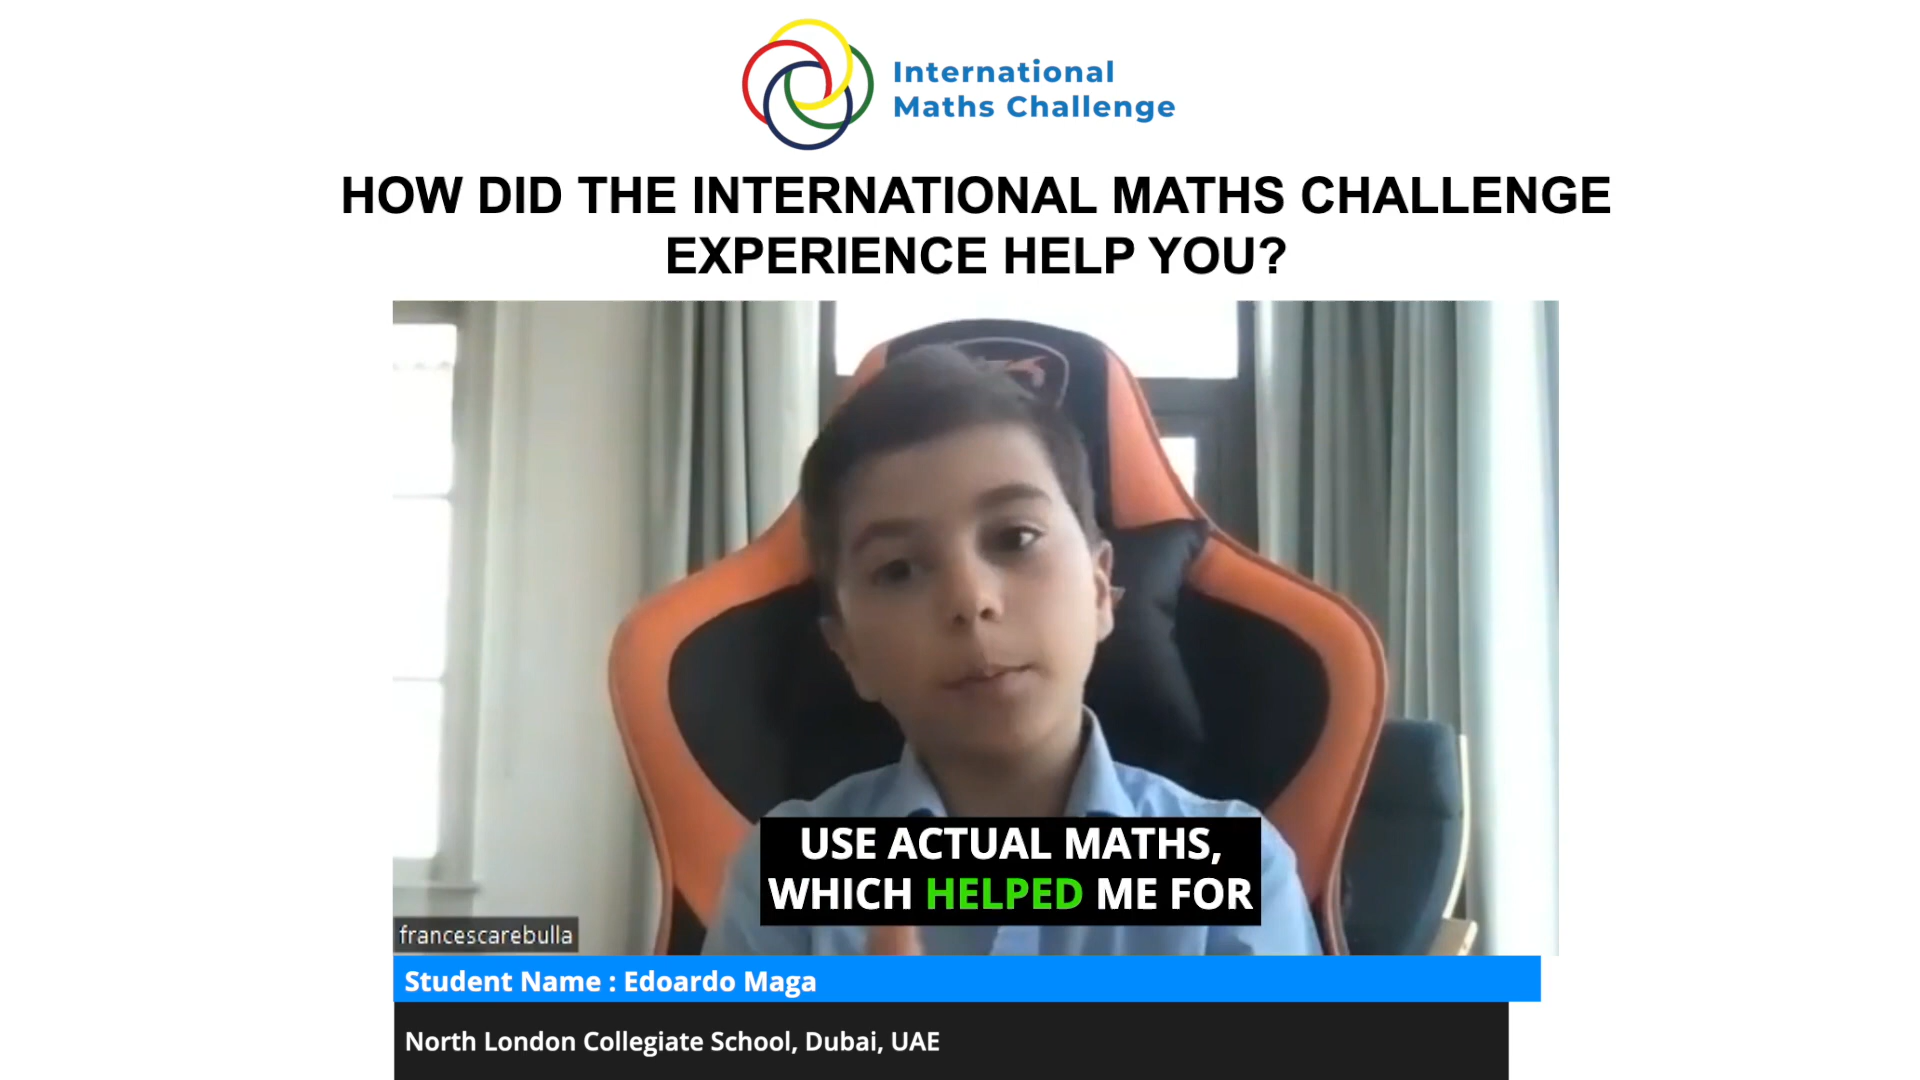 International
Maths Challenge
HOW DID THE INTERNATIONAL MATHS CHALLENGE
EXPERIENCE HELP YOU?
USE ACTUAL MATHS,
WHICH HELPED ME FOR
francescarebulla
Student Name : Edoardo Maga
North London Collegiate School, Dubai, UAE